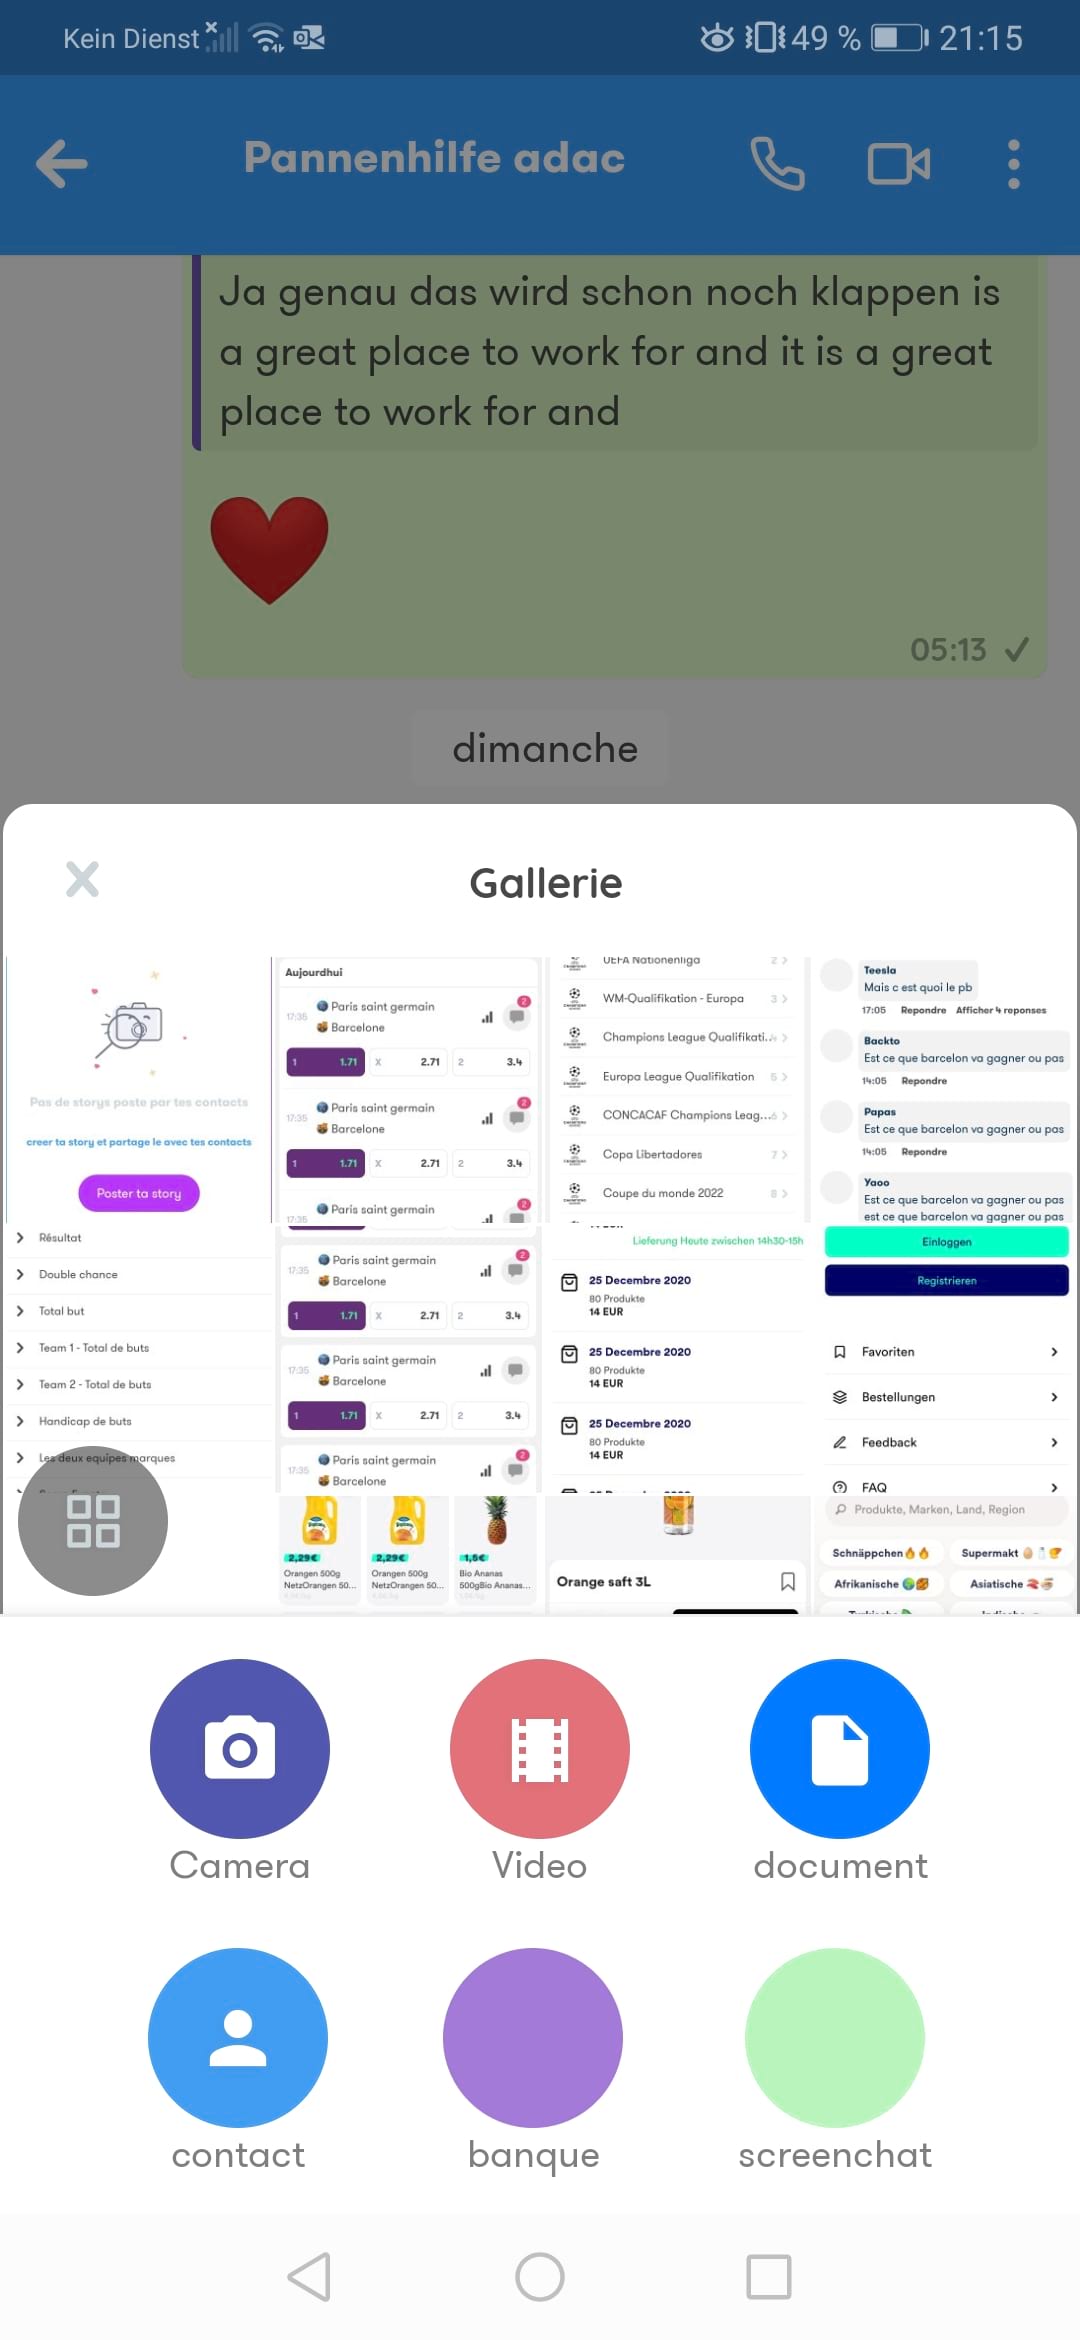 Kein Dienst
49 %
21:15
Pannenhilfe adac
Ja genau das wird schon noch klappen is
a great place to work for and it is a great
place to work for and
05:13
dimanche
Gallerie
Pas de storys poste par tes contacts
creer ta story et partage le avec tes contacts
Poster ta story
Aujourdhui
17:35
Paris saint germain
Barcelone
2
1 1.71
X 2.71
2 3.4
17:35
Paris saint germain
Barcelone
2
1 1.71
X 2.71
2 3.4
17:35
Paris saint germain
2
UEFA Nationenliga 2
WM-Qualifikation - Europa 3
Champions League Qualifikati..
Europa League Qualifikation 5
CONCACAF Champions Leag...
Copa Libertadores 7
Coupe du monde 2022 8
Teesla
Mais c est quoi le pb
17:05 Repondre Afficher 4 reponses
Backto
Est ce que barcelon va gagner ou pas
14:05 Repondre
Papas
Est ce que barcelon va gagner ou pas
14:05 Repondre
Yaoo
Est ce que barcelon va gagner ou pas
est ce que barcelon va gagner ou pas
Résultat
Double chance
Total but
Team 1 - Total de buts
Team 2 - Total de buts
Handicap de buts
Les deux equipes marques
17:35
Paris saint germain
Barcelone
2
1 1.71
X 2.71
2 3.4
17:35
Paris saint germain
Barcelone
1 1.71
X 2.71
2 3.4
17:35
Paris saint germain
Barcelone
2
Lieferung Heute zwischen 14h30-15h
25 Decembre 2020
80 Produkte
14 EUR
25 Decembre 2020
80 Produkte
14 EUR
25 Decembre 2020
80 Produkte
14 EUR
Einloggen
Registrieren
Favoriten
Bestellungen
Feedback
FAQ
2,29€
Orangen 500g
NetzOrangen 50...
2,29€
Orangen 500g
NetzOrangen 50...
1,5€
Bio Ananas
500gBio Ananas...
Orange saft 3L
Produkte, Marken, Land, Region
Schnäppchen
Supermakt
Afrikanische
Asiatische
Camera
Video
document
contact
banque
screenchat